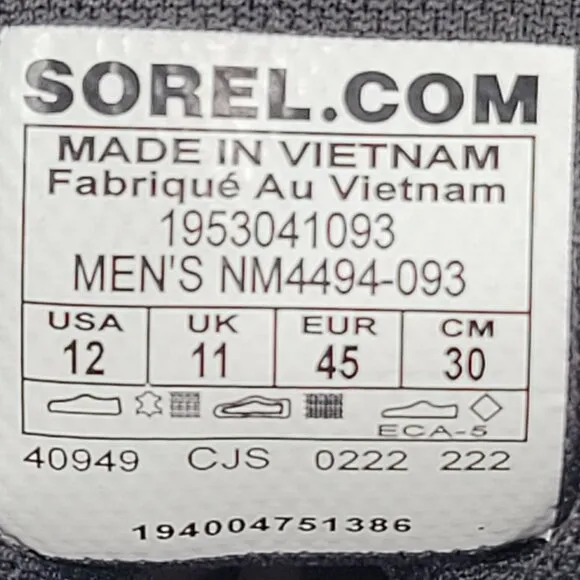 SOREL.COM
MADE IN VIETNAM
Fabriqué Au Vietnam
1953041093
MEN'S NM4494-093
USA UK EUR CM
12 11 45 30
ECA-5
40949 CJS 0222 222
194004751386